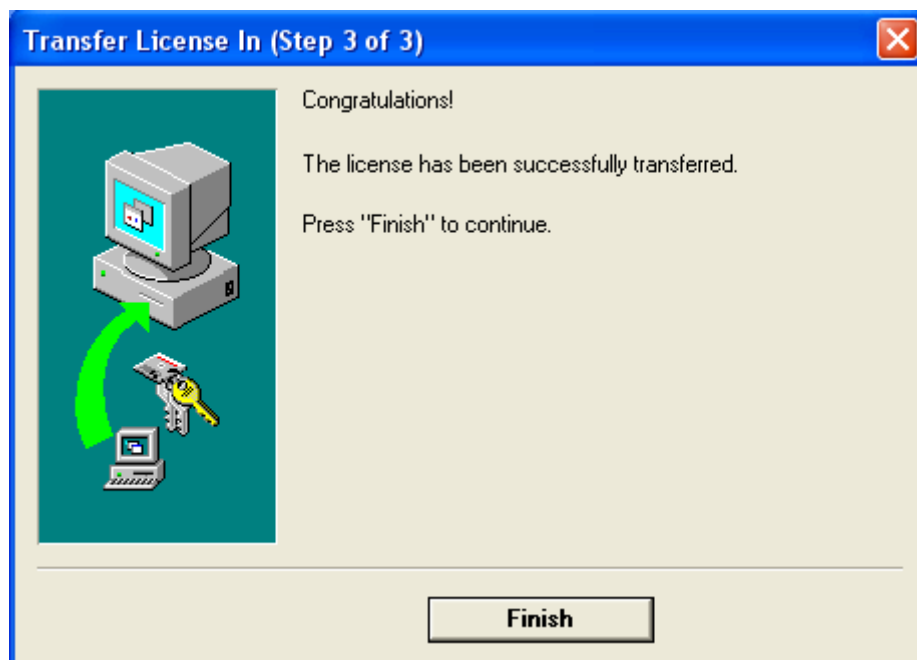 Transfer License In (Step 3 of 3)
Congratulations!
The license has been successfully transferred.
Press "Finish" to continue.
Finish